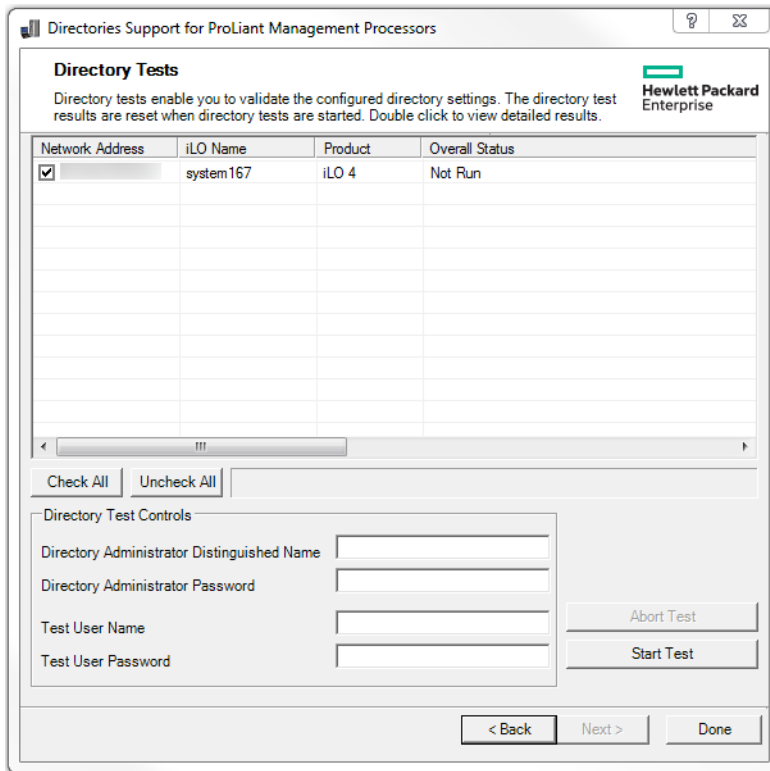 Directories Support for ProLiant Management Processors
Directory Tests
Directory tests enable you to validate the configured directory settings. The directory test
results are reset when directory tests are started. Double click to view detailed results.
Hewlett Packard
Enterprise
Network Address iLO Name Product Overall Status
system167 iLO 4 Not Run
Check All Uncheck All
Directory Test Controls
Directory Administrator Distinguished Name
Directory Administrator Password
Test User Name
Test User Password
Abort Test
Start Test
< Back Next > Done